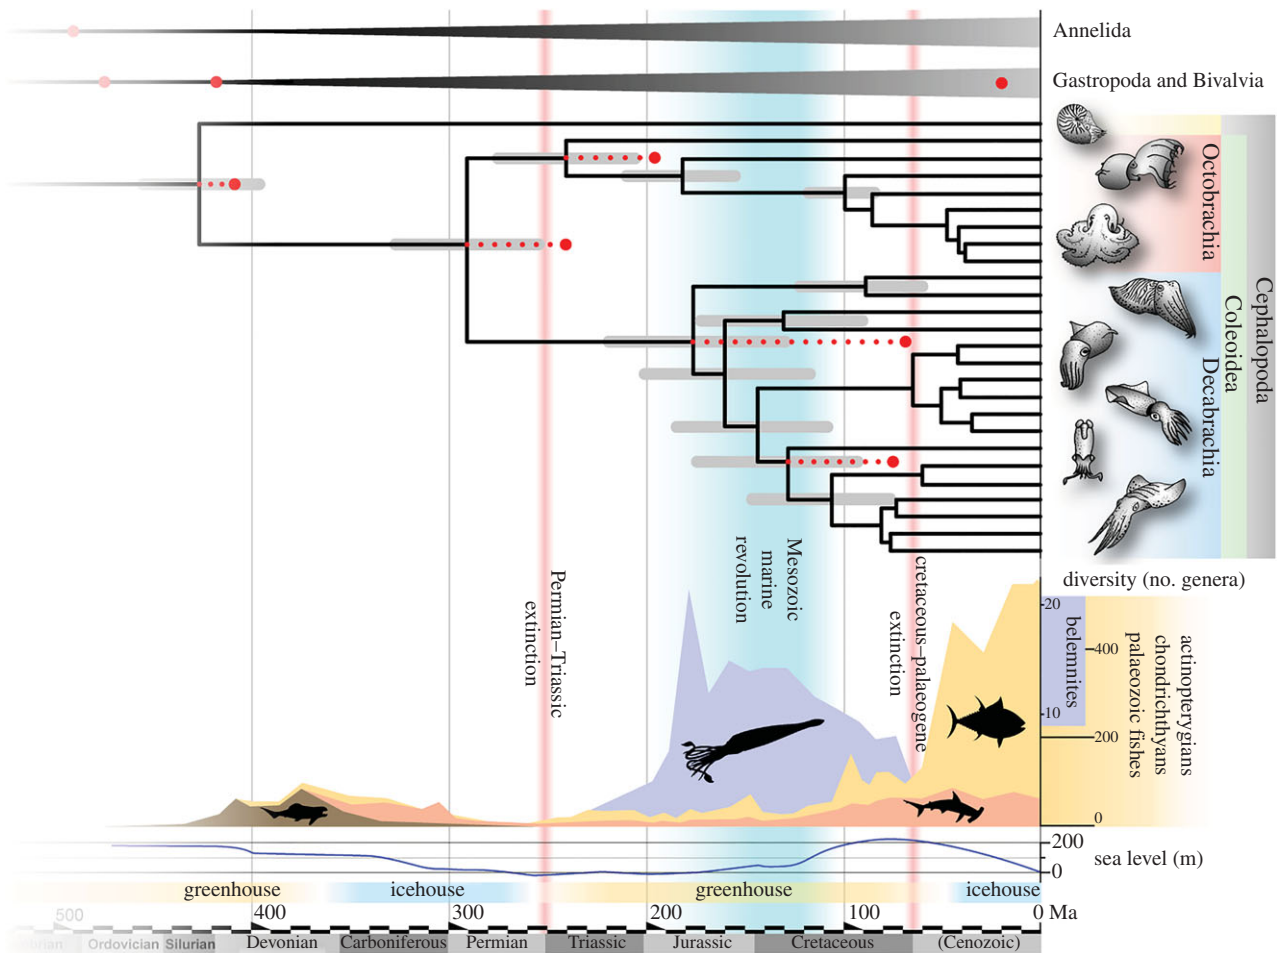 Annelida
Gastropoda and Bivalvia
Octobrachia
Decabrachia
Coleoidea
Cephalopoda
Mesozoic
marine
revolution
Permian–Triassic
extinction
cretaceous–palaeogene
extinction
diversity (no. genera)
20
10
belemnites
400
200
0
actinopterygians
chondrichthyans
palaeozoic fishes
200
0
sea level (m)
greenhouse
icehouse
greenhouse
icehouse
500
400
300
200
100
0 Ma
Ordovician
Silurian
Devonian
Carboniferous
Permian
Triassic
Jurassic
Cretaceous
(Cenozoic)